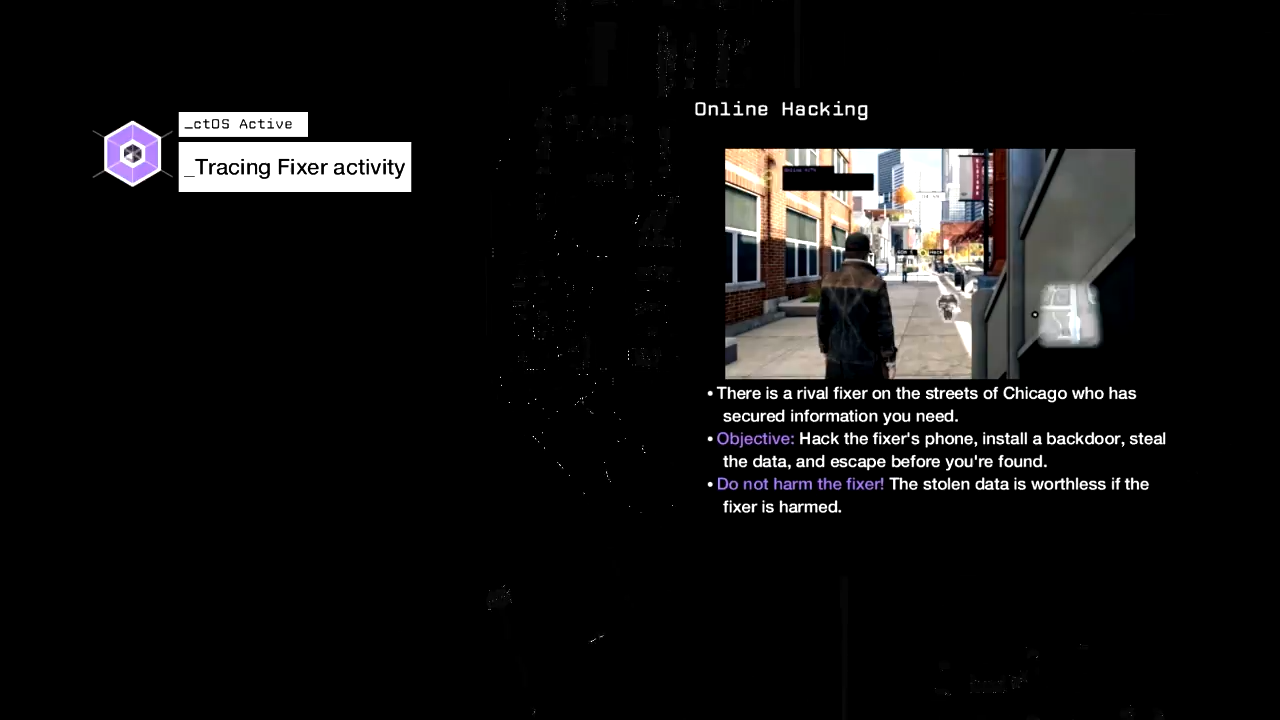 _ctOS Active
_Tracing Fixer activity
Online Hacking
• There is a rival fixer on the streets of Chicago who has
secured information you need.
• Objective: Hack the fixer's phone, install a backdoor, steal
the data, and escape before you're found.
• Do not harm the fixer! The stolen data is worthless if the
fixer is harmed.